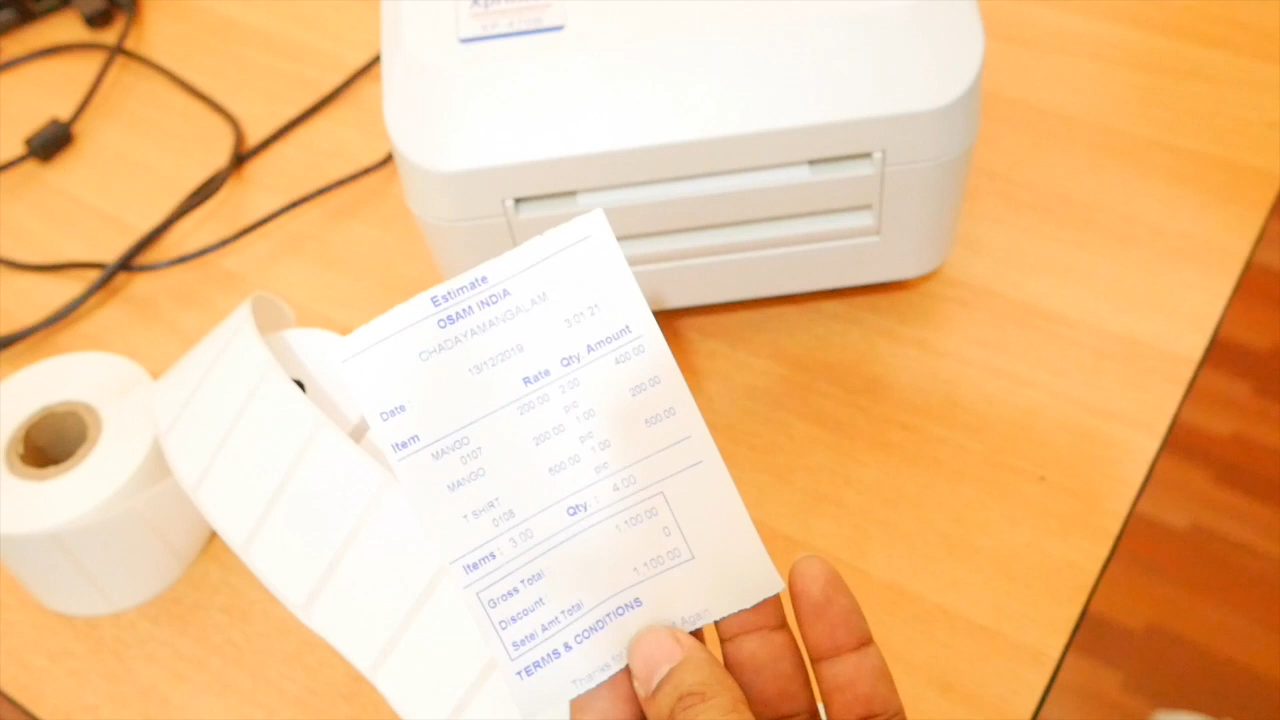 Estimate
OSAM INDIA
CHADAYAMANGALAM
Date : 13/12/2019 3:01:21
Item Rate Qty. Amount
MANGO 200.00 2.00 400.00
0107 p/c
MANGO 200.00 1.00 200.00
p/c
T SHIRT 500.00 1.00 500.00
0108 p/c
Items : 3.00 Qty. : 4.00
Gross Total : 1,100.00
Discount : 0
Setel Amt Total 1,100.00
TERMS & CONDITIONS
Thanks Again